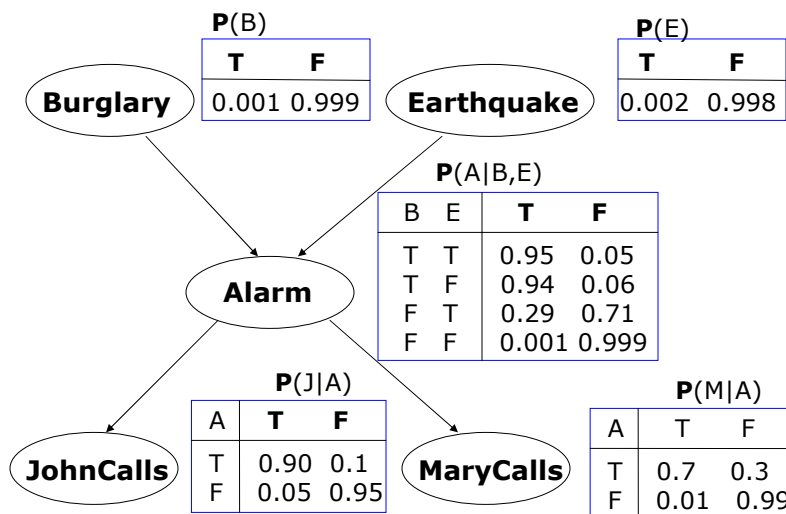 P(B)
T F
0.001 0.999
Burglary
P(E)
T F
0.002 0.998
Earthquake
P(A|B,E)
B E T F
T T 0.95 0.05
T F 0.94 0.06
F T 0.29 0.71
F F 0.001 0.999
Alarm
P(J|A)
A T F
T 0.90 0.1
F 0.05 0.95
JohnCalls
P(M|A)
A T F
T 0.7 0.3
F 0.01 0.99
MaryCalls